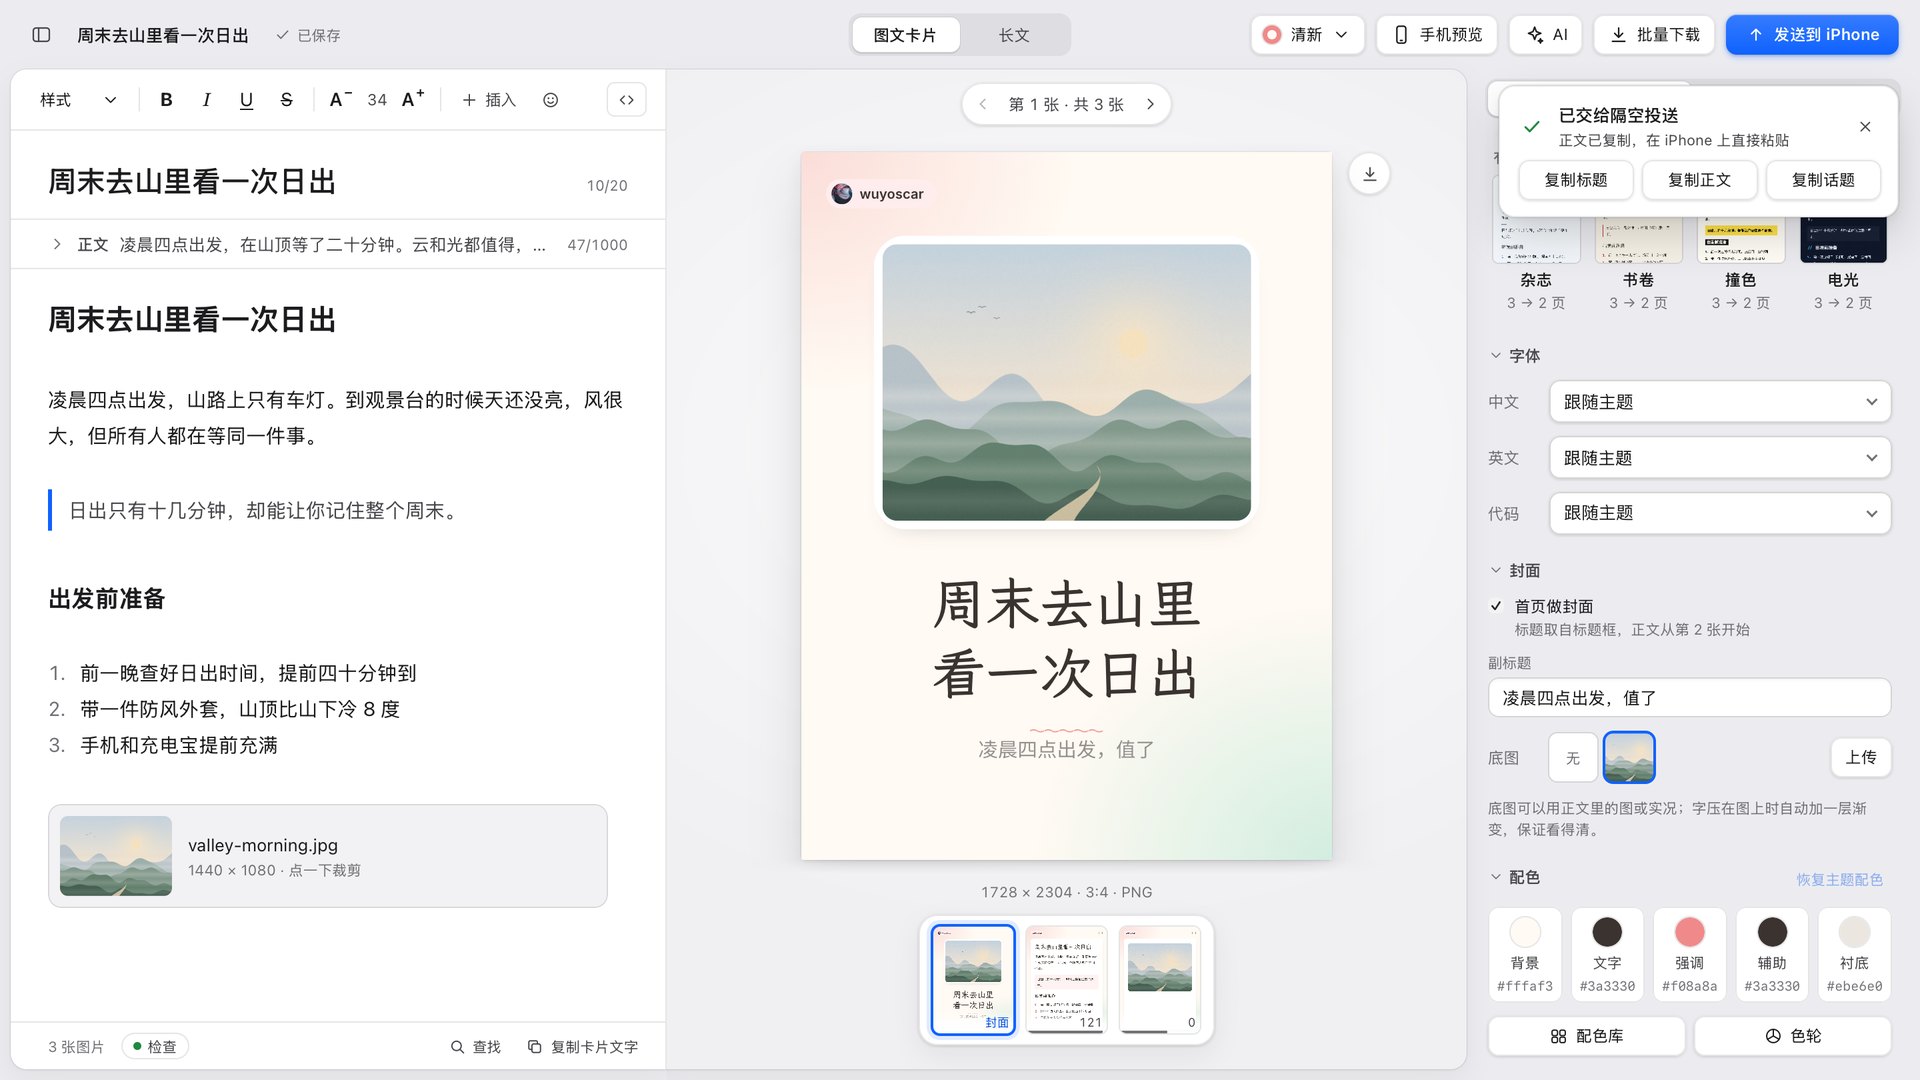 周末去山里看一次日出
已保存
图文卡片
长文
清新
手机预览
AI
批量下载
发送到 iPhone
样式
B I U S A⁻ 34 A⁺
插入
周末去山里看一次日出
10/20
正文 凌晨四点出发，在山顶等了二十分钟。云和光都值得，...
47/1000
周末去山里看一次日出
凌晨四点出发，山路上只有车灯。到观景台的时候天还没亮，风很
大，但所有人都在等同一件事。
日出只有十几分钟，却能让你记住整个周末。
出发前准备
1. 前一晚查好日出时间，提前四十分钟到
2. 带一件防风外套，山顶比山下冷 8 度
3. 手机和充电宝提前充满
valley-morning.jpg
1440 × 1080 · 点一下裁剪
3 张图片
检查
查找
复制卡片文字
第 1 张 · 共 3 张
wuyoscar
周末去山里
看一次日出
凌晨四点出发，值了
1728 × 2304 · 3:4 · PNG
周末去山里
看一次日出
封面
121
0
已交给隔空投送
正文已复制，在 iPhone 上直接粘贴
复制标题
复制正文
复制话题
杂志
3 → 2 页
书卷
3 → 2 页
撞色
3 → 2 页
电光
3 → 2 页
字体
中文
跟随主题
英文
跟随主题
代码
跟随主题
封面
首页做封面
标题取自标题框，正文从第 2 张开始
副标题
凌晨四点出发，值了
底图
无
上传
底图可以用正文里的图或实况；字压在图上时自动加一层渐
变，保证看得清。
配色
恢复主题配色
背景
#fffaf3
文字
#3a3330
强调
#f08a8a
辅助
#3a3330
衬底
#ebe6e0
配色库
色轮